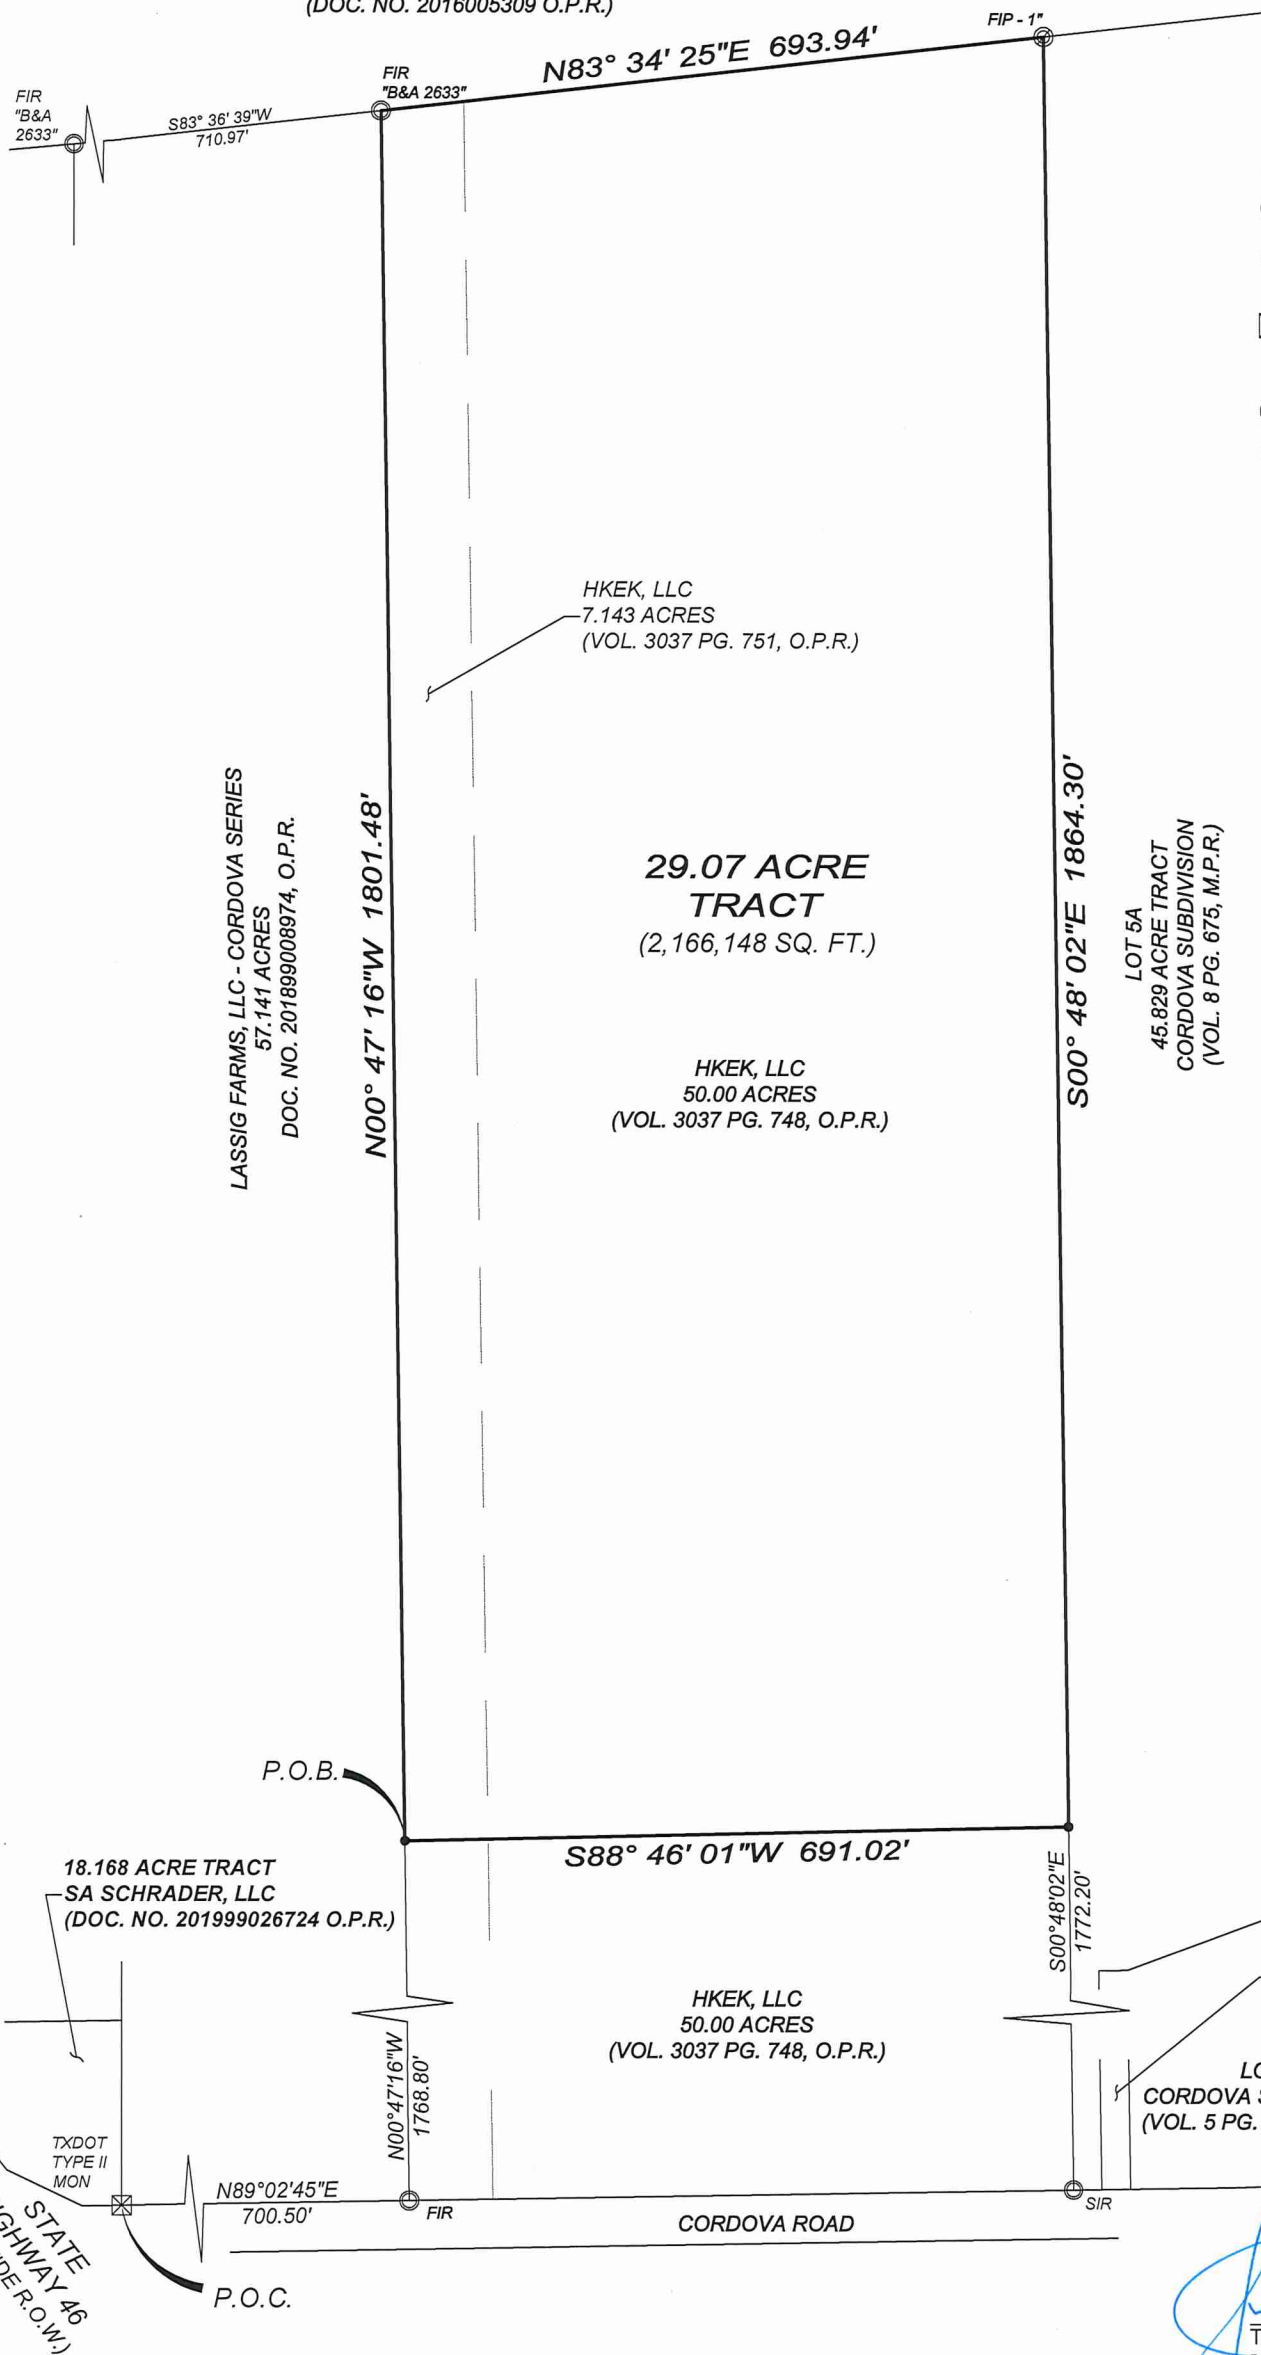 (DOC. NO. 2016005309 O.P.R.)
FIP - 1"
N83° 34' 25"E 693.94'
FIR
"B&A 2633"
FIR
"B&A
2633"
S83° 36' 39"W
710.97'
HKEK, LLC
7.143 ACRES
(VOL. 3037 PG. 751, O.P.R.)
LASSIG FARMS, LLC - CORDOVA SERIES
57.141 ACRES
DOC. NO. 201899008974, O.P.R.
N00° 47' 16"W 1801.48'
29.07 ACRE
TRACT
(2,166,148 SQ. FT.)
S00° 48' 02"E 1864.30'
LOT 5A
45.829 ACRE TRACT
CORDOVA SUBDIVISION
(VOL. 8 PG. 675, M.P.R.)
HKEK, LLC
50.00 ACRES
(VOL. 3037 PG. 748, O.P.R.)
P.O.B.
S88° 46' 01"W 691.02'
18.168 ACRE TRACT
SA SCHRADER, LLC
(DOC. NO. 201999026724 O.P.R.)
S00°48'02"E
1772.20'
HKEK, LLC
50.00 ACRES
(VOL. 3037 PG. 748, O.P.R.)
N00°47'16"W
1768.80'
CORDOVA
(VOL. 5 PG.
TXDOT
TYPE II
MON
N89°02'45"E
700.50'
FIR
SIR
CORDOVA ROAD
STATE
46
R.O.W.)
P.O.C.